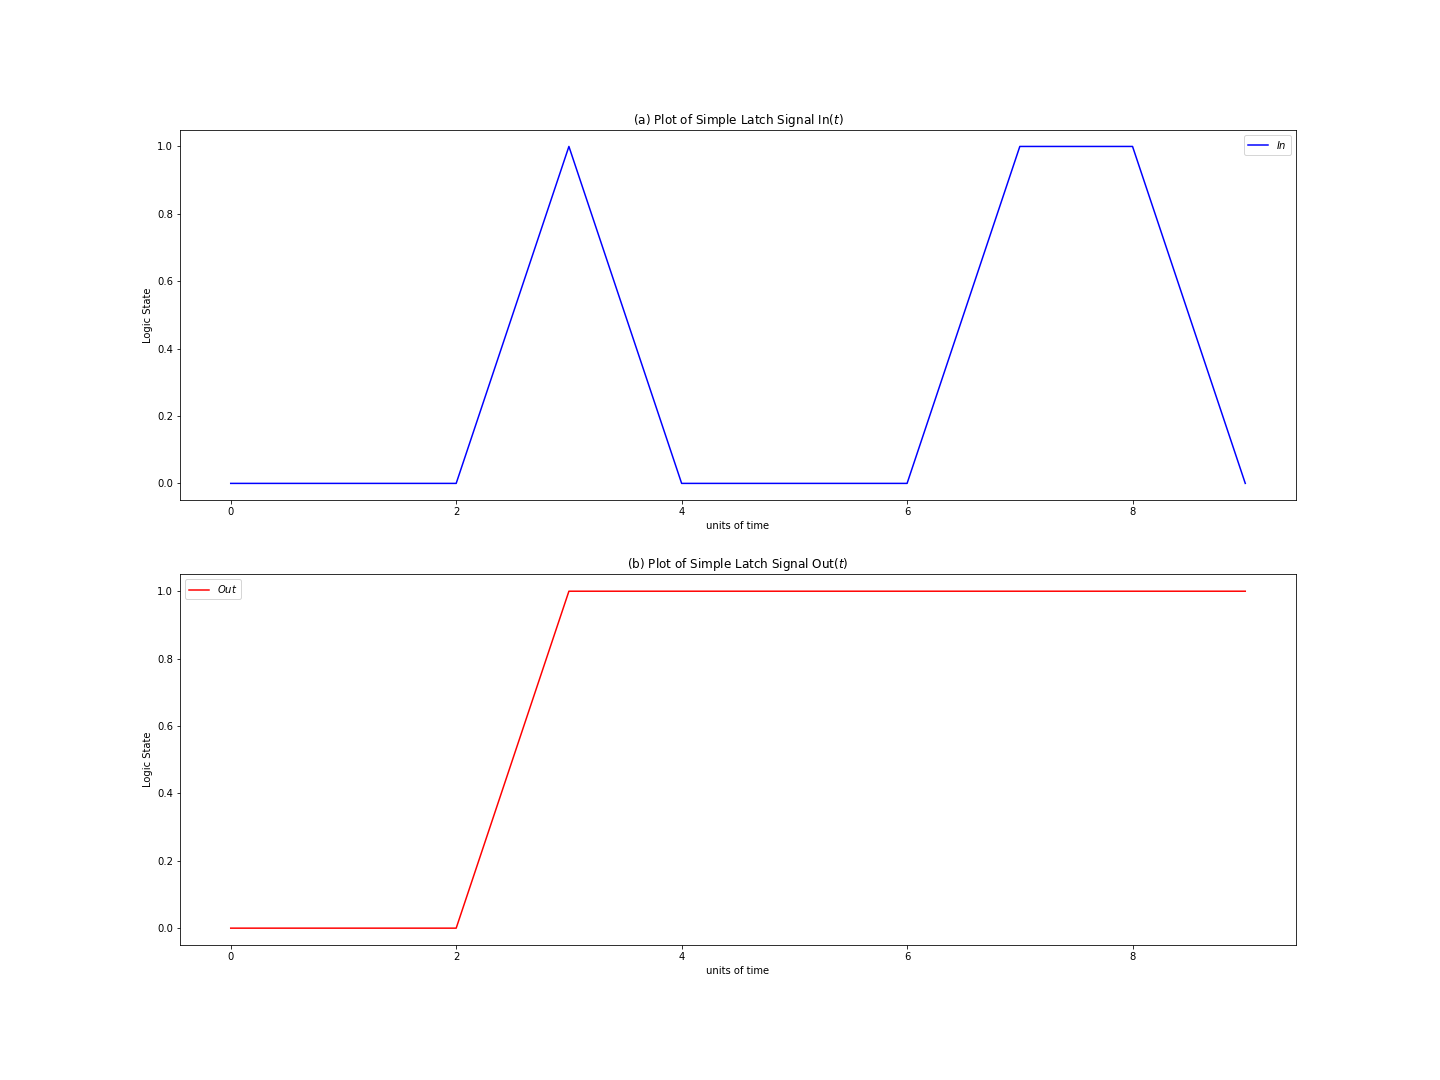 (a) Plot of Simple Latch Signal In(t)
1.0
0.8
0.6
0.4
0.2
0.0
Logic State
In
0 2 4 6 8
units of time
(b) Plot of Simple Latch Signal Out(t)
1.0
0.8
0.6
0.4
0.2
0.0
Logic State
Out
0 2 4 6 8
units of time